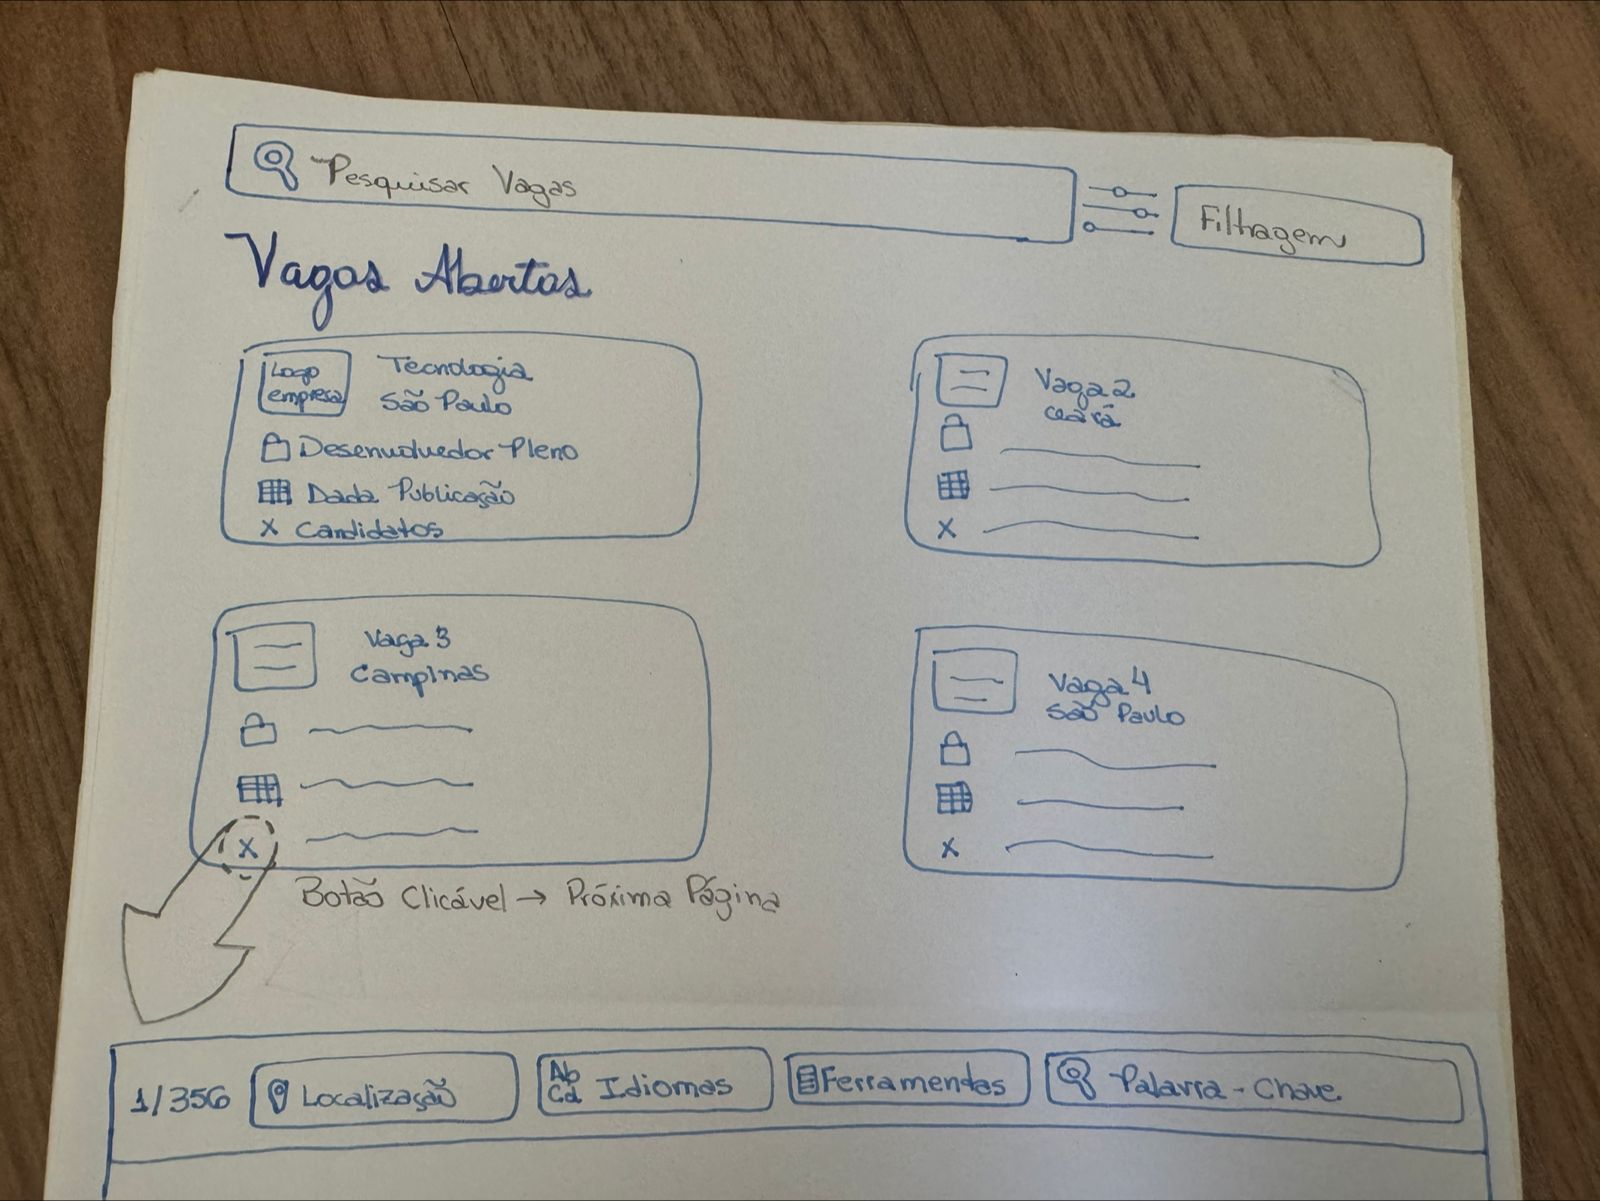 Pesquisar Vagas
Filtragem
Vagas Abertas
Logo empresa
Tecnologia
São Paulo
Desenvolvedor Pleno
Dada Publicação
X Candidatos
Vaga 2
Ceará
X
Vaga 3
Campinas
X
Vaga 4
São Paulo
X
Botão Clicável → Próxima Página
1/356
Localização
Ab Cd Idiomas
Ferramentas
Palavra-Chave